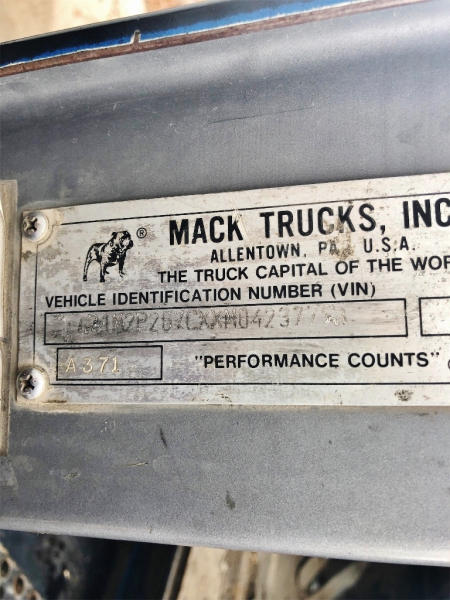 ®
MACK TRUCKS, INC
ALLENTOWN, PA, U.S.A.
THE TRUCK CAPITAL OF THE WOR
VEHICLE IDENTIFICATION NUMBER (VIN)
A371
"PERFORMANCE COUNTS"